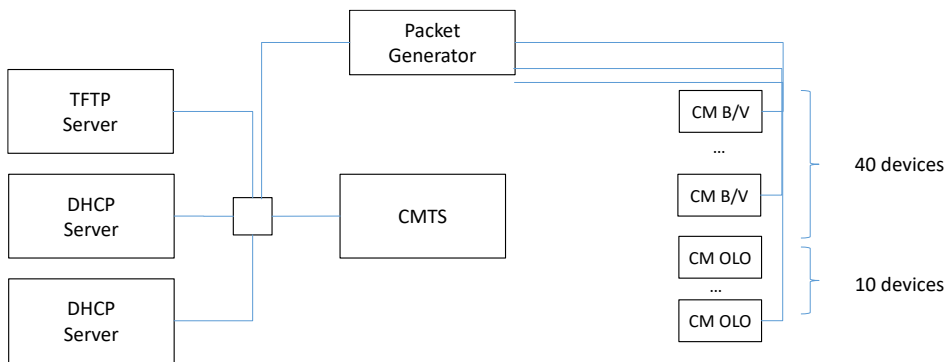 Packet
Generator
TFTP
Server
CM B/V
...
40 devices
DHCP
Server
CMTS
CM B/V
CM OLO
...
10 devices
DHCP
Server
CM OLO